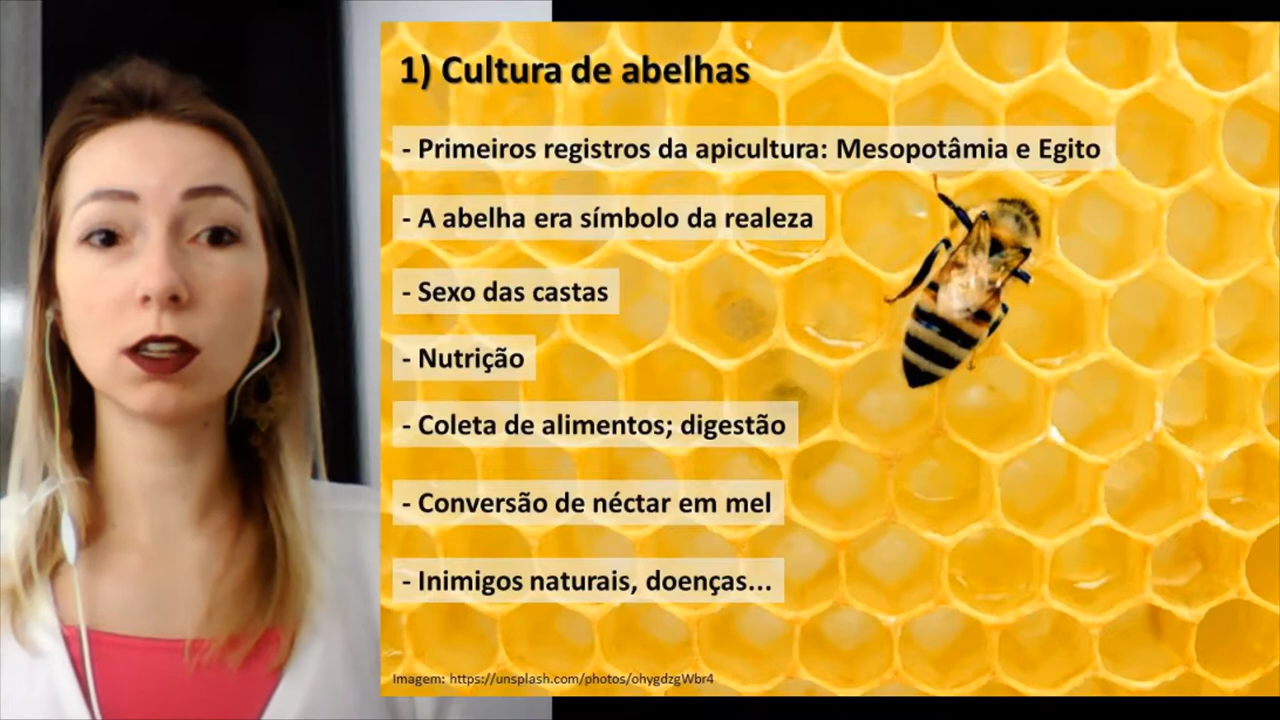 1) Cultura de abelhas
- Primeiros registros da apicultura: Mesopotâmia e Egito
- A abelha era símbolo da realeza
- Sexo das castas
- Nutrição
- Coleta de alimentos; digestão
- Conversão de néctar em mel
- Inimigos naturais, doenças...
Imagem: https://unsplash.com/photos/ohygdzgWbr4